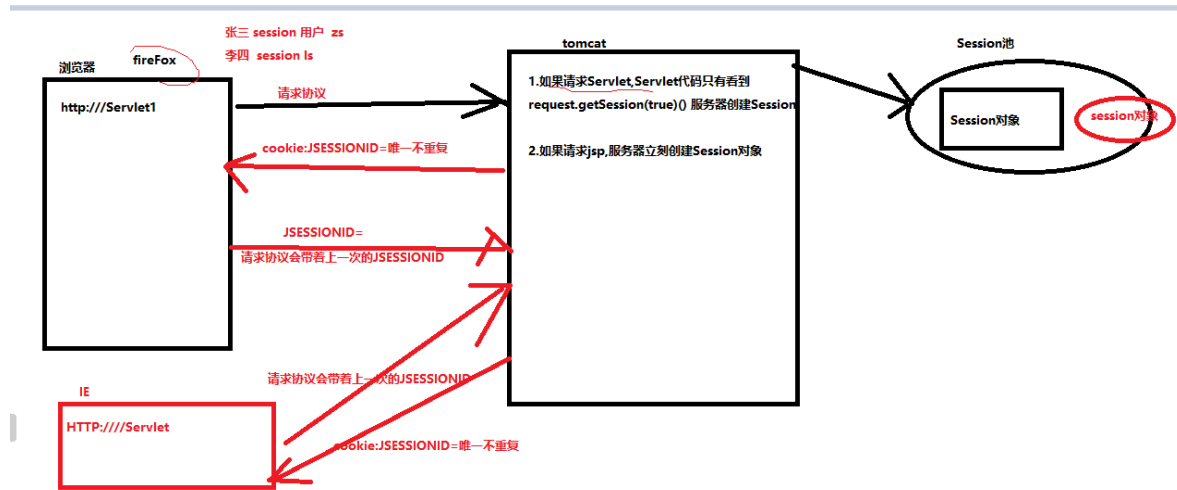 张三 session 用户 zs
李四 session ls
浏览器
fireFox
http:///Servlet1
请求协议
cookie:JSESSIONID=唯一不重复
JSESSIONID=
请求协议会带着上一次的JSESSIONID
tomcat
1.如果请求Servlet,Servlet代码只有看到
request.getSession(true)() 服务器创建Session
2.如果请求jsp,服务器立刻创建Session对象
Session池
Session对象
session对象
请求协议会带着上一次的JSESSIONID
IE
HTTP:////Servlet
cookie:JSESSIONID=唯一不重复